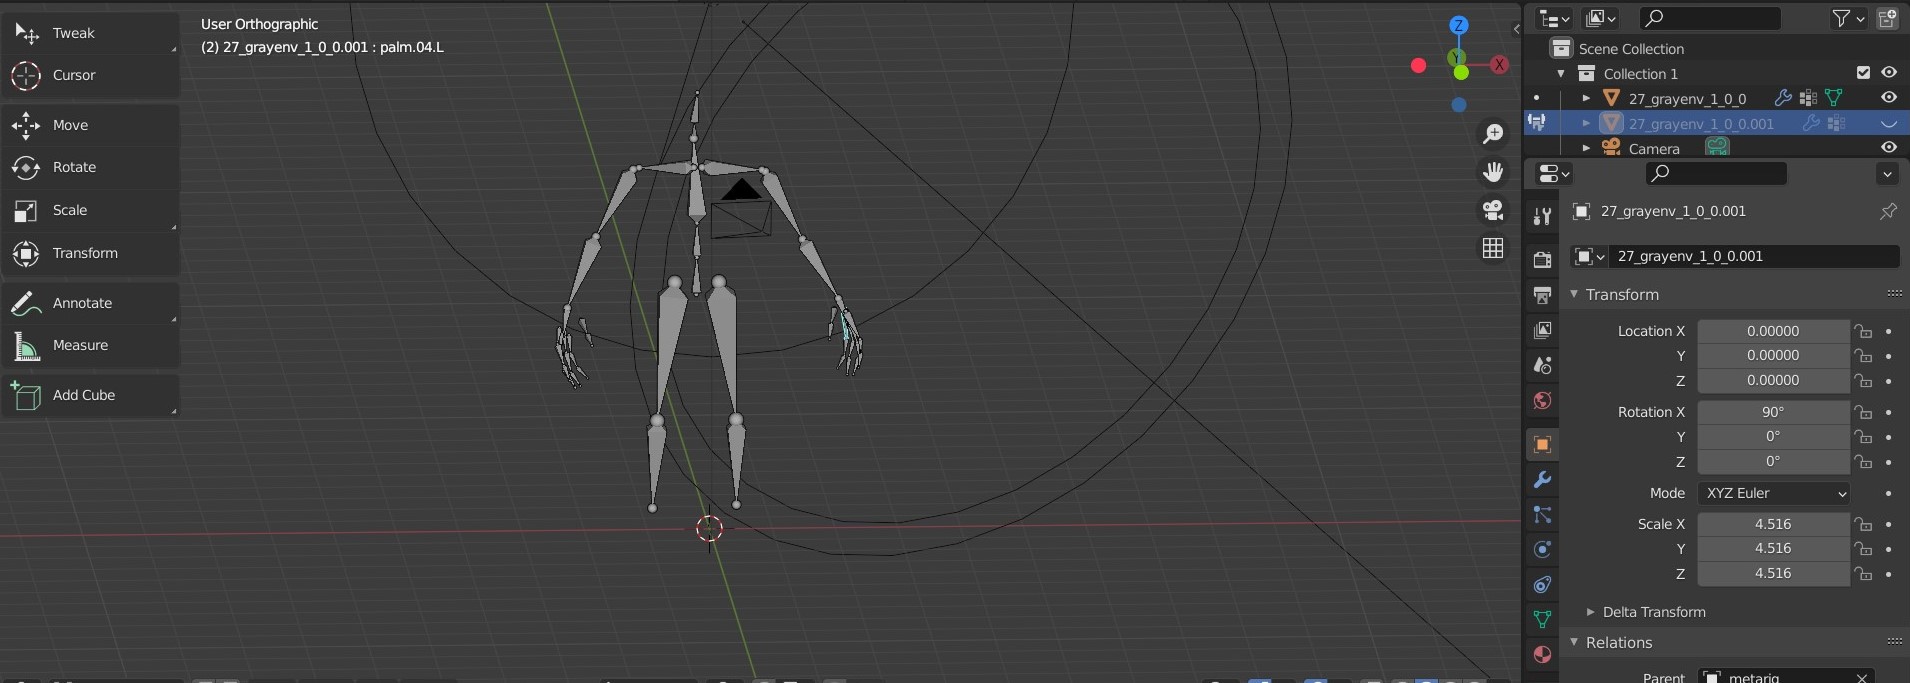 Tweak
Cursor
Move
Rotate
Scale
Transform
Annotate
Measure
Add Cube
User Orthographic
(2) 27_grayenv_1_0_0.001 : palm.04.L
Z
Y
X
Scene Collection
Collection 1
27_grayenv_1_0_0
27_grayenv_1_0_0.001
Camera
27_grayenv_1_0_0.001
27_grayenv_1_0_0.001
Transform
Location X 0.00000
Y 0.00000
Z 0.00000
Rotation X 90°
Y 0°
Z 0°
Mode XYZ Euler
Scale X 4.516
Y 4.516
Z 4.516
Delta Transform
Relations
Parent metarig